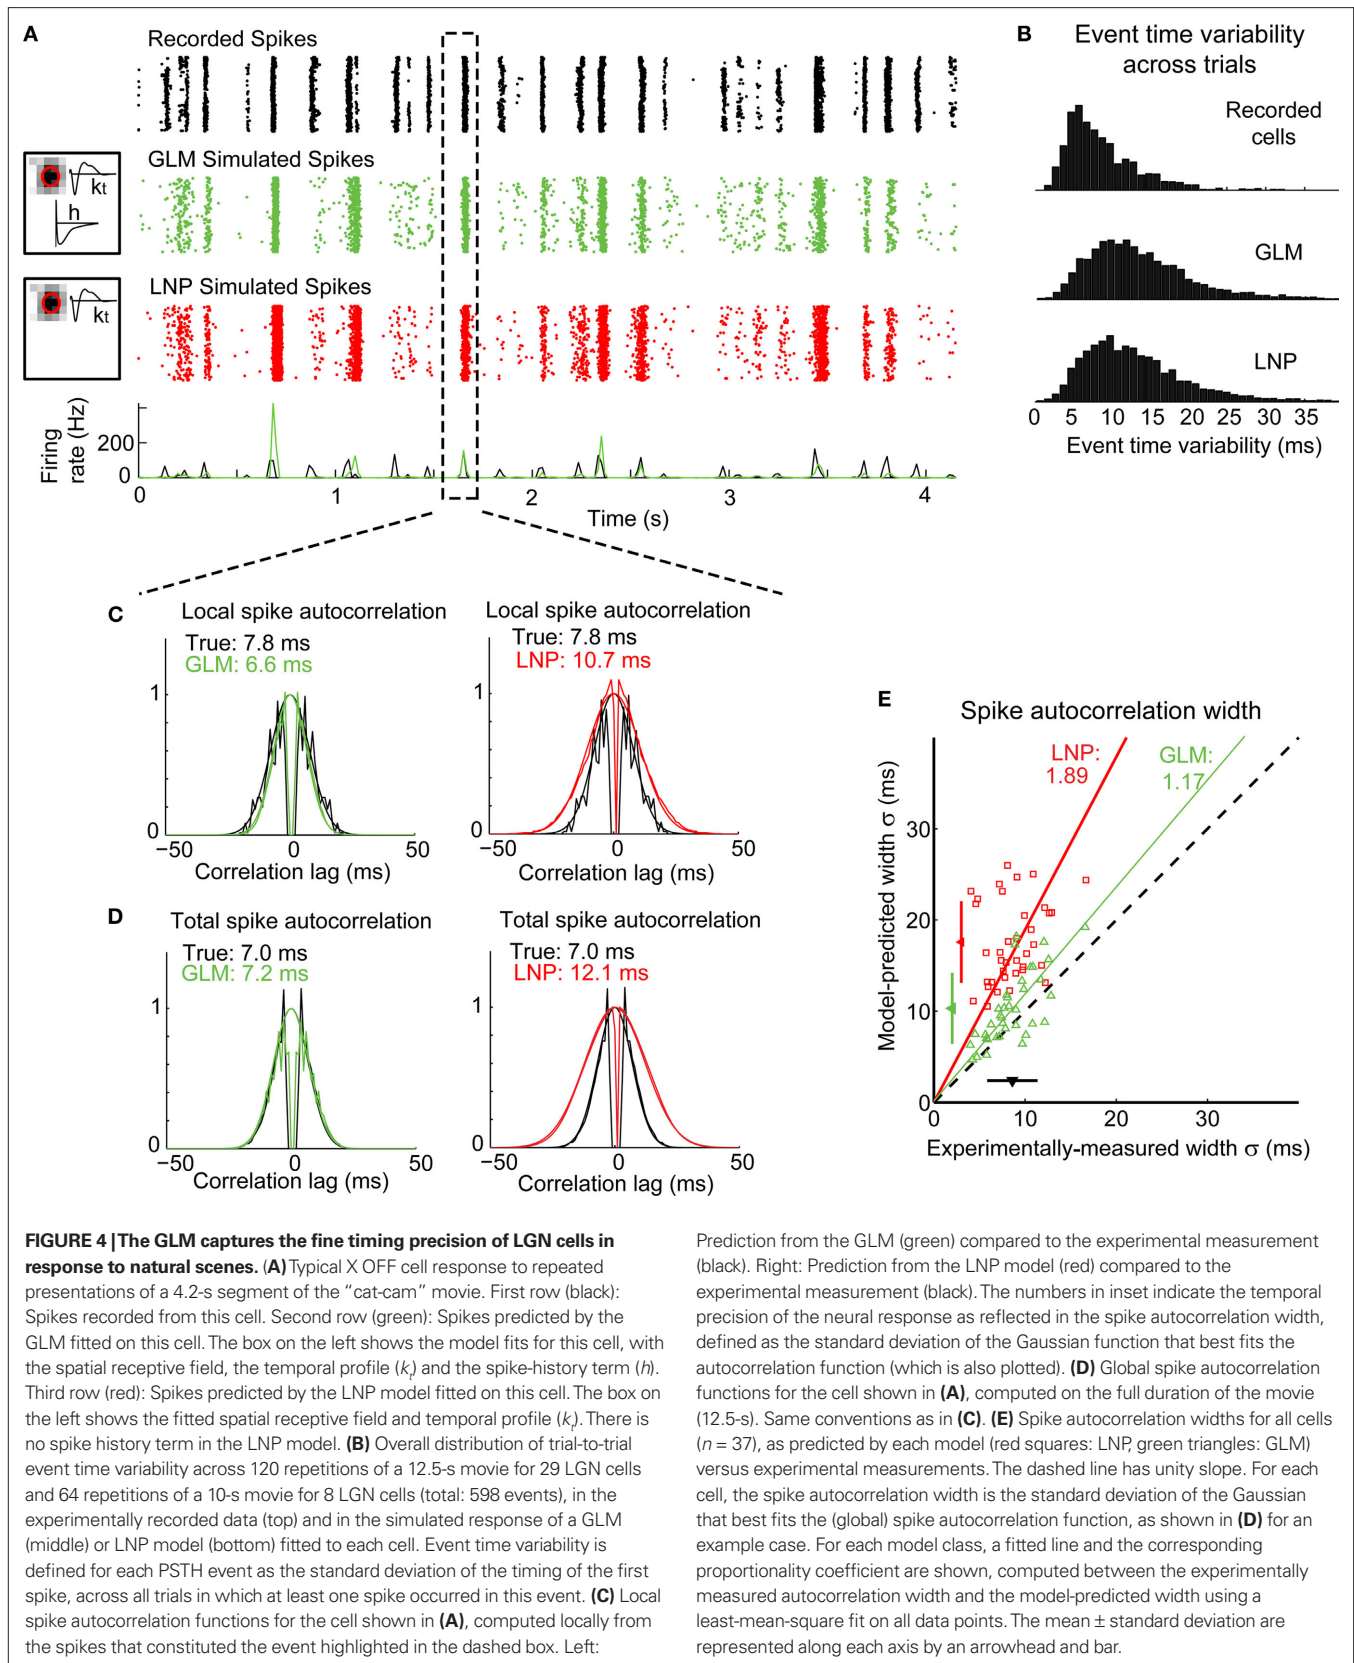 A
Recorded Spikes
GLM Simulated Spikes
kt
h
LNP Simulated Spikes
kt
Firing
rate (Hz)
200
0
0
1
2
3
4
Time (s)
B
Event time variability
across trials
Recorded
cells
GLM
LNP
0 5 10 15 20 25 30 35
Event time variability (ms)
C
Local spike autocorrelation
True: 7.8 ms
GLM: 6.6 ms
1
0
−50 0 50
Correlation lag (ms)
Local spike autocorrelation
True: 7.8 ms
LNP: 10.7 ms
1
0
−50 0 50
Correlation lag (ms)
D
Total spike autocorrelation
True: 7.0 ms
GLM: 7.2 ms
1
0
−50 0 50
Correlation lag (ms)
Total spike autocorrelation
True: 7.0 ms
LNP: 12.1 ms
1
0
−50 0 50
Correlation lag (ms)
E
Spike autocorrelation width
LNP:
1.89
GLM:
1.17
Model-predicted width σ (ms)
30
20
10
0
0 10 20 30
Experimentally-measured width σ (ms)
FIGURE 4 | The GLM captures the fine timing precision of LGN cells in
response to natural scenes. (A) Typical X OFF cell response to repeated
presentations of a 4.2-s segment of the “cat-cam” movie. First row (black):
Spikes recorded from this cell. Second row (green): Spikes predicted by the
GLM fitted on this cell. The box on the left shows the model fits for this cell, with
the spatial receptive field, the temporal profile (kt) and the spike-history term (h).
Third row (red): Spikes predicted by the LNP model fitted on this cell. The box on
the left shows the fitted spatial receptive field and temporal profile (kt). There is
no spike history term in the LNP model. (B) Overall distribution of trial-to-trial
event time variability across 120 repetitions of a 12.5-s movie for 29 LGN cells
and 64 repetitions of a 10-s movie for 8 LGN cells (total: 598 events), in the
experimentally recorded data (top) and in the simulated response of a GLM
(middle) or LNP model (bottom) fitted to each cell. Event time variability is
defined for each PSTH event as the standard deviation of the timing of the first
spike, across all trials in which at least one spike occurred in this event. (C) Local
spike autocorrelation functions for the cell shown in (A), computed locally from
the spikes that constituted the event highlighted in the dashed box. Left:
Prediction from the GLM (green) compared to the experimental measurement
(black). Right: Prediction from the LNP model (red) compared to the
experimental measurement (black). The numbers in inset indicate the temporal
precision of the neural response as reflected in the spike autocorrelation width,
defined as the standard deviation of the Gaussian function that best fits the
autocorrelation function (which is also plotted). (D) Global spike autocorrelation
functions for the cell shown in (A), computed on the full duration of the movie
(12.5-s). Same conventions as in (C). (E) Spike autocorrelation widths for all cells
(n = 37), as predicted by each model (red squares: LNP, green triangles: GLM)
versus experimental measurements. The dashed line has unity slope. For each
cell, the spike autocorrelation width is the standard deviation of the Gaussian
that best fits the (global) spike autocorrelation function, as shown in (D) for an
example case. For each model class, a fitted line and the corresponding
proportionality coefficient are shown, computed between the experimentally
measured autocorrelation width and the model-predicted width using a
least-mean-square fit on all data points. The mean ± standard deviation are
represented along each axis by an arrowhead and bar.